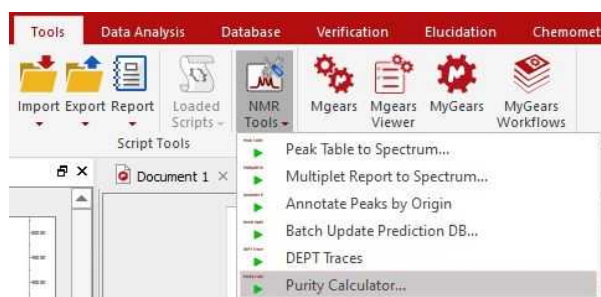 Tools Data Analysis Database Verification Elucidation Chemomet
Import Export Report Loaded Scripts NMR Tools Mgears Mgears Viewer MyGears MyGears Workflows
Script Tools
Document 1
Peak Table to Spectrum...
Multiplet Report to Spectrum...
Annotate Peaks by Origin
Batch Update Prediction DB...
DEPT Traces
Purity Calculator...